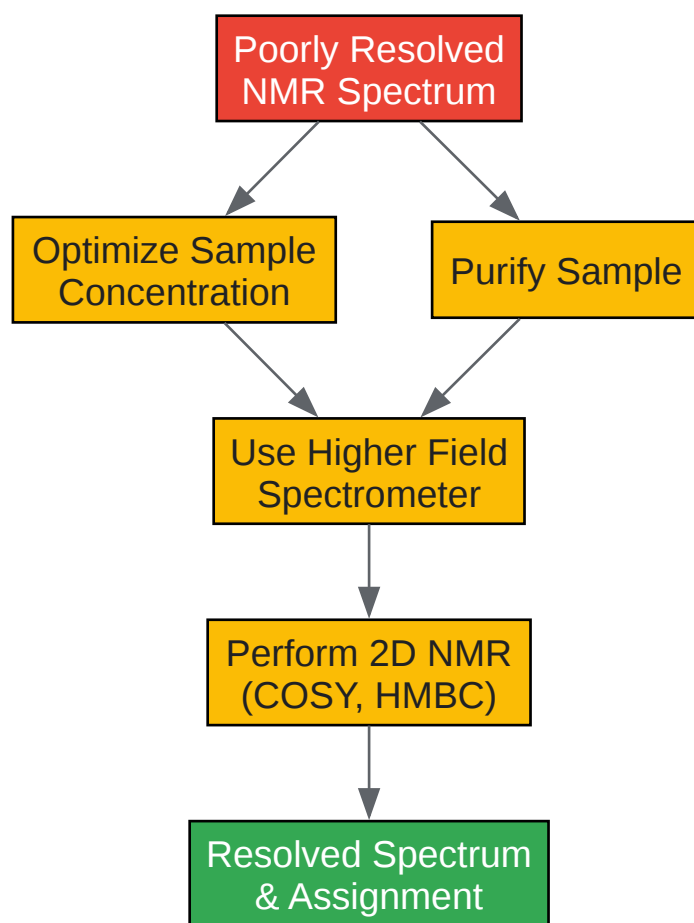 Poorly Resolved
NMR Spectrum
Optimize Sample
Concentration
Purify Sample
Use Higher Field
Spectrometer
Perform 2D NMR
(COSY, HMBC)
Resolved Spectrum
& Assignment